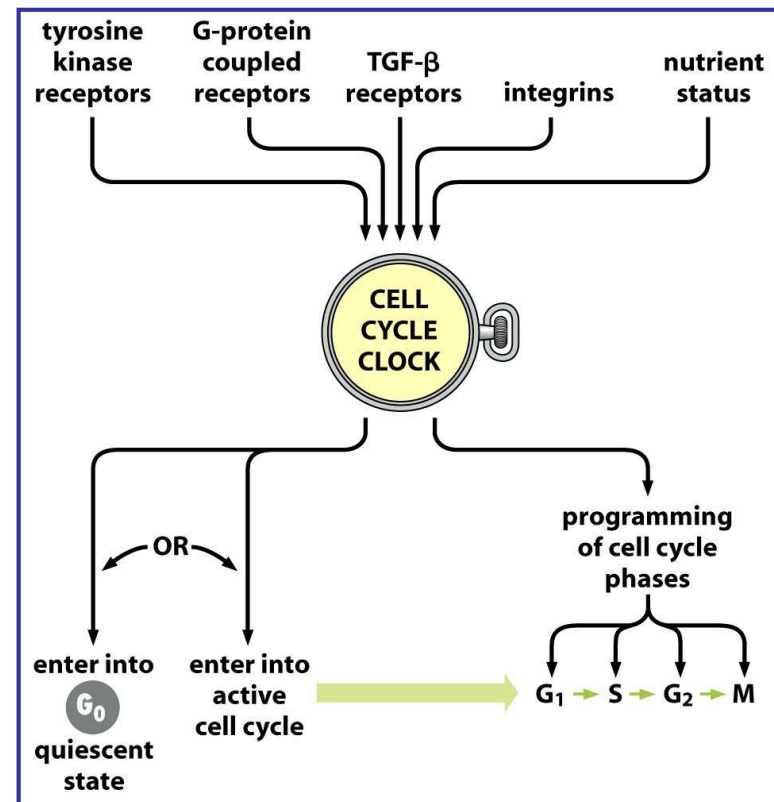 tyrosine
kinase
receptors
G-protein
coupled
receptors
TGF-β
receptors
integrins
nutrient
status
CELL
CYCLE
CLOCK
OR
enter into
G₀
quiescent
state
enter into
active
cell cycle
programming
of cell cycle
phases
G₁ → S → G₂ → M